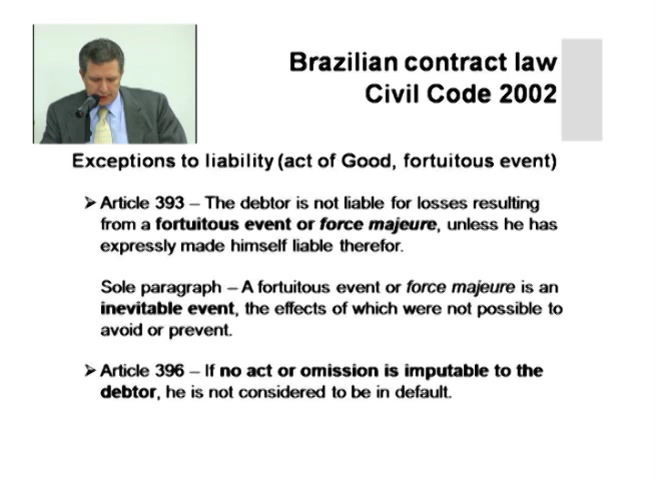 Brazilian contract law
Civil Code 2002
Exceptions to liability (act of Good, fortuitous event)
➢ Article 393 – The debtor is not liable for losses resulting
from a fortuitous event or force majeure, unless he has
expressly made himself liable therefor.
Sole paragraph – A fortuitous event or force majeure is an
inevitable event, the effects of which were not possible to
avoid or prevent.
➢ Article 396 – If no act or omission is imputable to the
debtor, he is not considered to be in default.